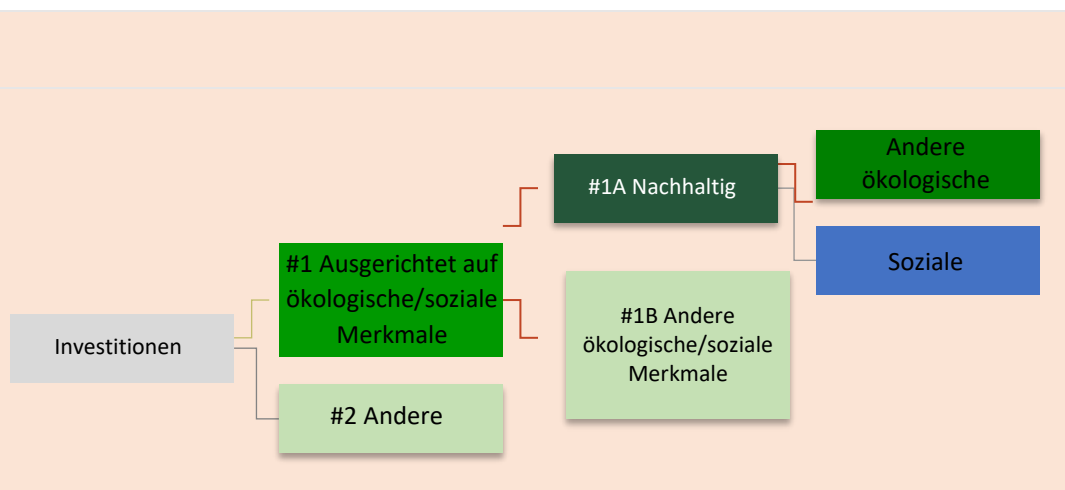 Investitionen
#1 Ausgerichtet auf
ökologische/soziale
Merkmale
#2 Andere
#1A Nachhaltig
#1B Andere
ökologische/soziale
Merkmale
Andere
ökologische
Soziale